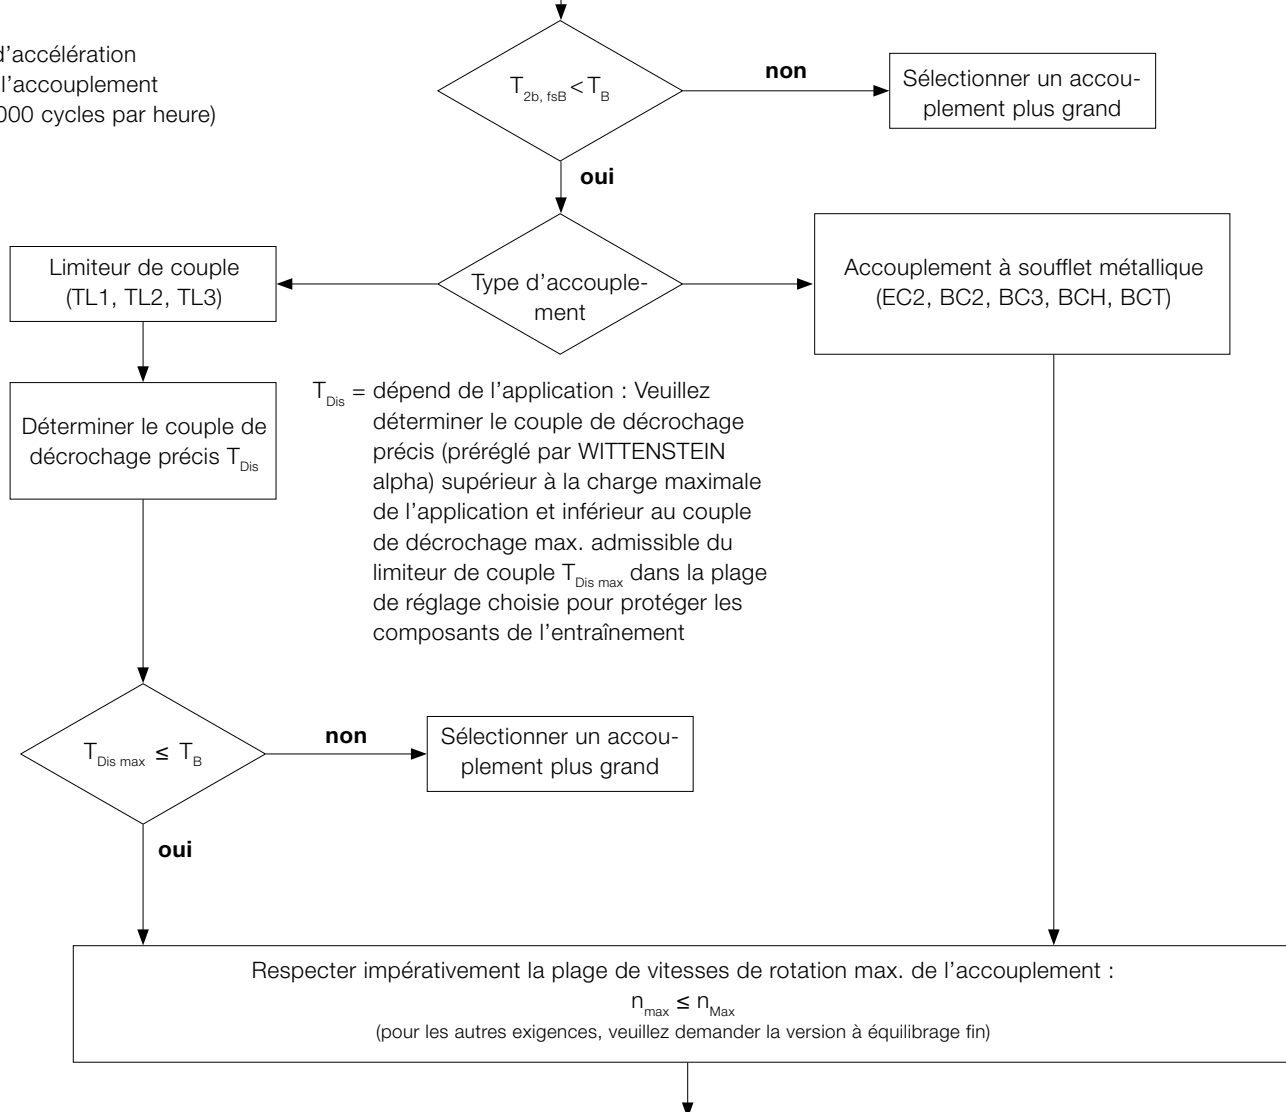 d'accélération
l'accouplement
000 cycles par heure)
T2b, fsB < TB
non
Sélectionner un accou-
plement plus grand
oui
Limiteur de couple
(TL1, TL2, TL3)
Type d'accouple-
ment
Accouplement à soufflet métallique
(EC2, BC2, BC3, BCH, BCT)
Déterminer le couple de
décrochage précis TDis
TDis = dépend de l'application : Veuillez
déterminer le couple de décrochage
précis (préréglé par WITTENSTEIN
alpha) supérieur à la charge maximale
de l'application et inférieur au couple
de décrochage max. admissible du
limiteur de couple TDis max dans la plage
de réglage choisie pour protéger les
composants de l'entraînement
TDis max ≤ TB
non
Sélectionner un accou-
plement plus grand
oui
Respecter impérativement la plage de vitesses de rotation max. de l'accouplement :
nmax ≤ nMax
(pour les autres exigences, veuillez demander la version à équilibrage fin)